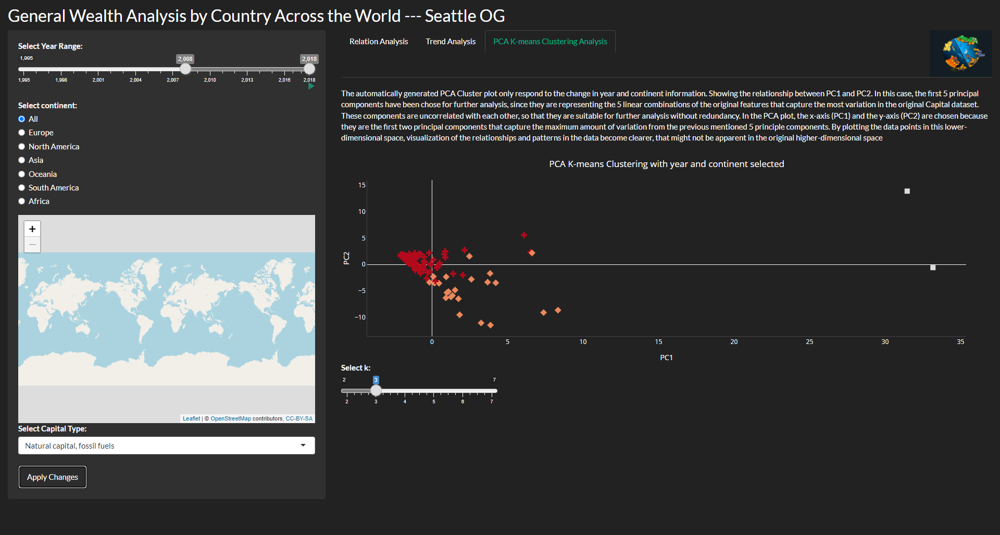 General Wealth Analysis by Country Across the World --- Seattle OG
Select Year Range:
1,995
2,008
2,018
1,995 1,998 2,001 2,004 2,007 2,010 2,013 2,016 2,018
Select continent:
All
Europe
North America
Asia
Oceania
South America
Africa
+
−
Leaflet | © OpenStreetMap contributors, CC-BY-SA
Select Capital Type:
Natural capital, fossil fuels
Apply Changes
Relation Analysis
Trend Analysis
PCA K-means Clustering Analysis
The automatically generated PCA Cluster plot only respond to the change in year and continent information. Showing the relationship between PC1 and PC2. In this case, the first 5 principal
components have been chose for further analysis, since they are representing the 5 linear combinations of the original features that capture the most variation in the original Capital dataset.
These components are uncorrelated with each other, so that they are suitable for further analysis without redundancy. In the PCA plot, the x-axis (PC1) and the y-axis (PC2) are chosen because
they are the first two principal components that capture the maximum amount of variation from the previous mentioned 5 principle components. By plotting the data points in this lower-
dimensional space, visualization of the relationships and patterns in the data become clearer, that might not be apparent in the original higher-dimensional space
PCA K-means Clustering with year and continent selected
15
10
5
0
−5
−10
PC2
0 5 10 15 20 25 30 35
PC1
Select k:
2
3
7
2 3 4 5 6 7